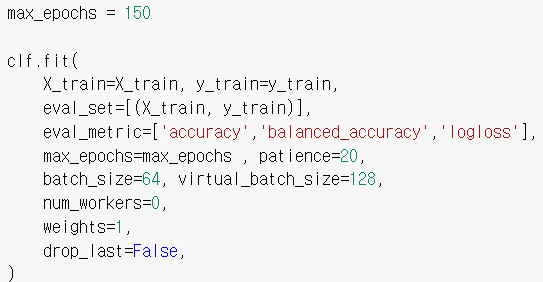 max_epochs = 150
clf.fit(
X_train=X_train, y_train=y_train,
eval_set=[(X_train, y_train)],
eval_metric=['accuracy','balanced_accuracy','logloss'],
max_epochs=max_epochs , patience=20,
batch_size=64, virtual_batch_size=128,
num_workers=0,
weights=1,
drop_last=False,
)